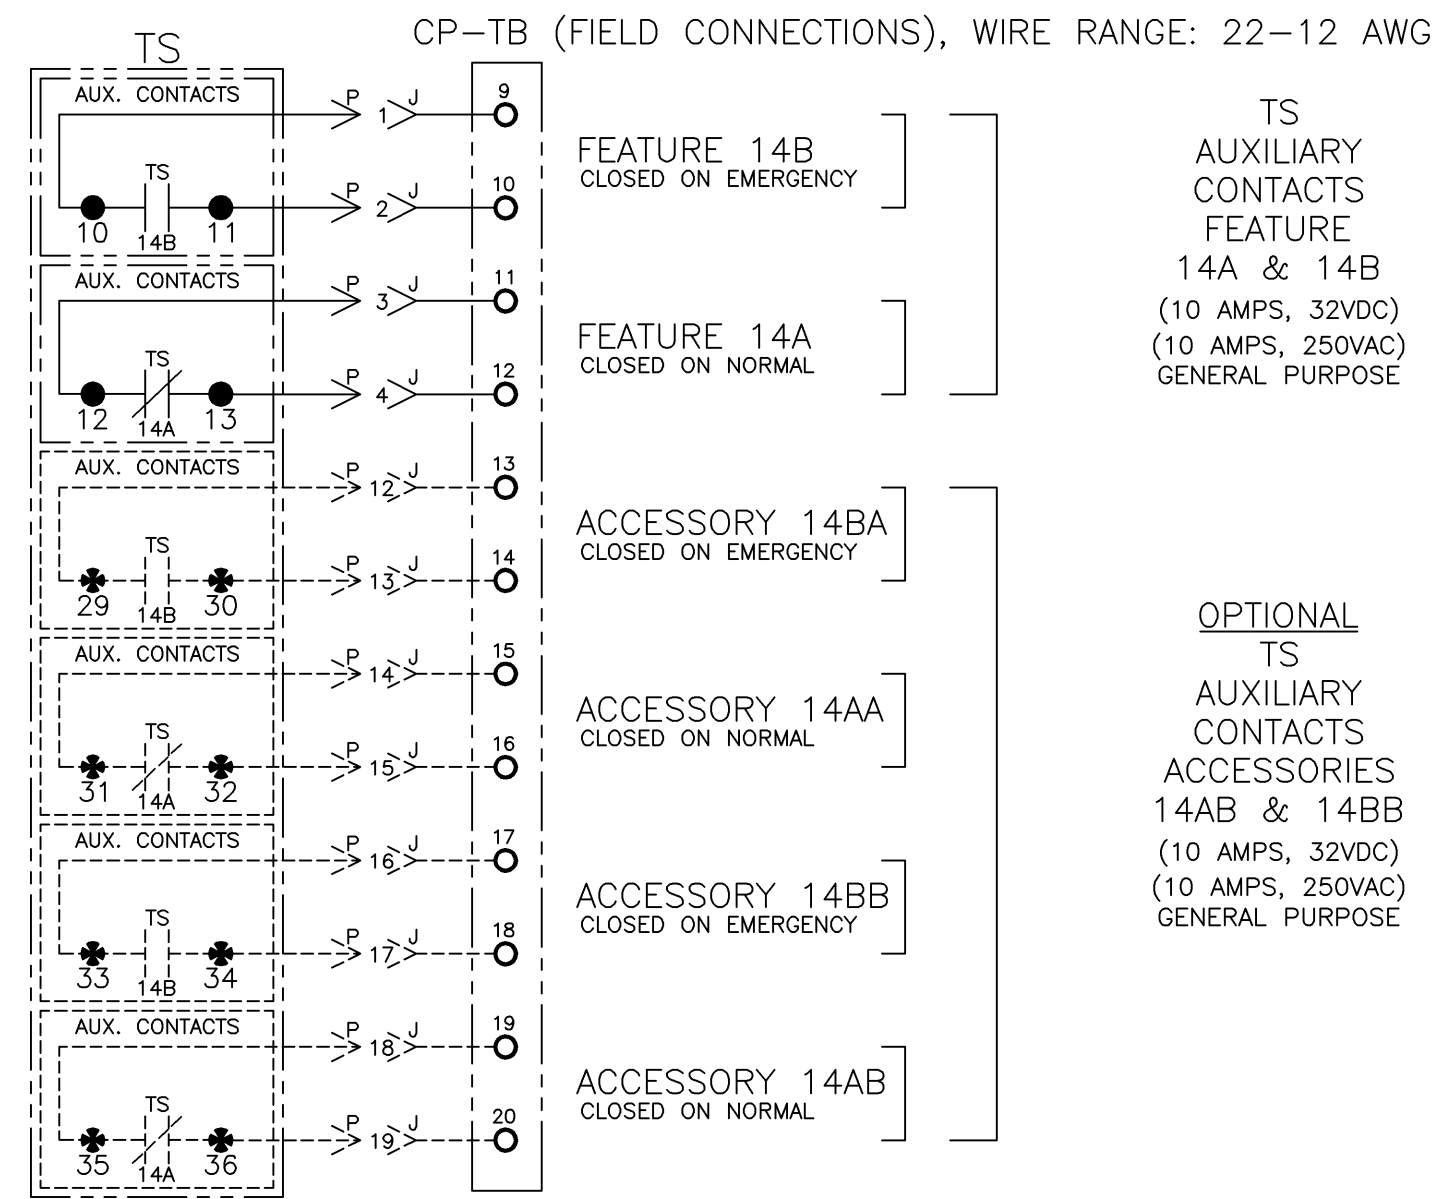 TS
CP-TB (FIELD CONNECTIONS), WIRE RANGE: 22-12 AWG
AUX. CONTACTS
P 1 J 9
TS
10 11
14B
P 2 J 10
FEATURE 14B
CLOSED ON EMERGENCY
AUX. CONTACTS
P 3 J 11
TS
12 13
14A
P 4 J 12
FEATURE 14A
CLOSED ON NORMAL
TS
AUXILIARY
CONTACTS
FEATURE
14A & 14B
(10 AMPS, 32VDC)
(10 AMPS, 250VAC)
GENERAL PURPOSE
AUX. CONTACTS
P 12 J 13
TS
29 30
14B
P 13 J 14
ACCESSORY 14BA
CLOSED ON EMERGENCY
AUX. CONTACTS
P 14 J 15
TS
31 32
14A
P 15 J 16
ACCESSORY 14AA
CLOSED ON NORMAL
AUX. CONTACTS
P 16 J 17
TS
33 34
14B
P 17 J 18
ACCESSORY 14BB
CLOSED ON EMERGENCY
AUX. CONTACTS
P 18 J 19
TS
35 36
14A
P 19 J 20
ACCESSORY 14AB
CLOSED ON NORMAL
OPTIONAL
TS
AUXILIARY
CONTACTS
ACCESSORIES
14AB & 14BB
(10 AMPS, 32VDC)
(10 AMPS, 250VAC)
GENERAL PURPOSE